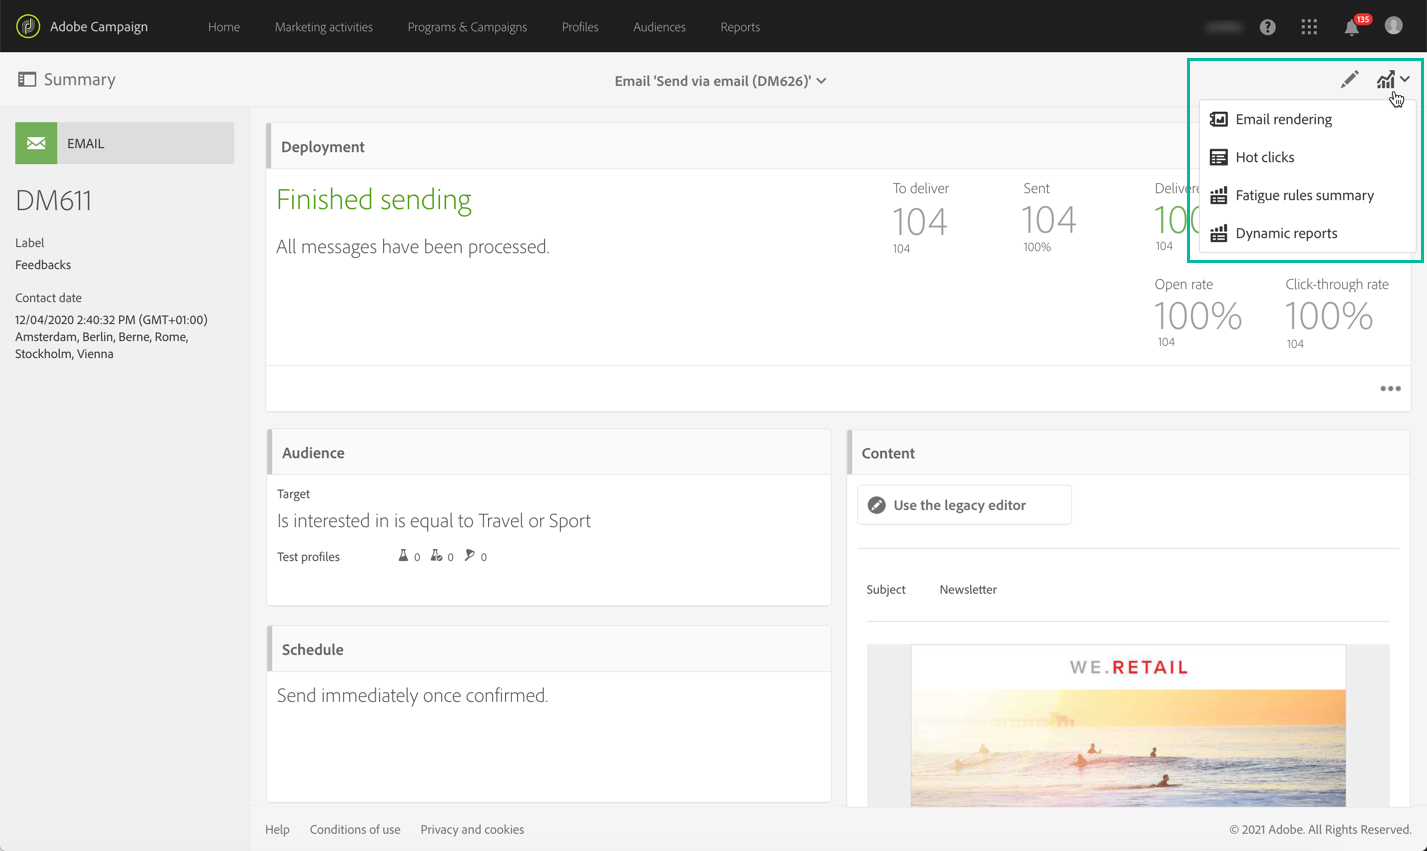 Adobe Campaign
Home
Marketing activities
Programs & Campaigns
Profiles
Audiences
Reports
?
135
Summary
Email 'Send via email (DM626)'
Email rendering
Hot clicks
Fatigue rules summary
Dynamic reports
EMAIL
DM611
Label
Feedbacks
Contact date
12/04/2020 2:40:32 PM (GMT+01:00)
Amsterdam, Berlin, Berne, Rome,
Stockholm, Vienna
Deployment
Finished sending
All messages have been processed.
To deliver
104
104
Sent
104
100%
104
Open rate
100%
104
Click-through rate
100%
104
Audience
Target
Is interested in is equal to Travel or Sport
Test profiles
0
0
0
Schedule
Send immediately once confirmed.
Content
Use the legacy editor
Subject
Newsletter
WE.RETAIL
Help
Conditions of use
Privacy and cookies
© 2021 Adobe. All Rights Reserved.